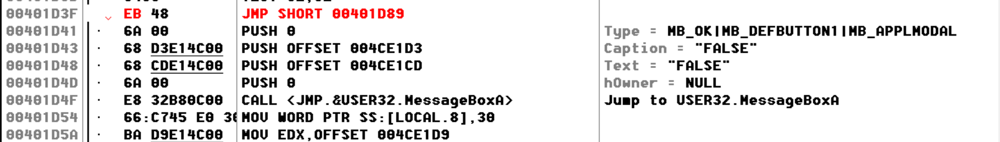 00401D3F EB 48 JMP SHORT 00401D89
00401D41 · 6A 00 PUSH 0 Type = MB_OK|MB_DEFBUTTON1|MB_APPLMODAL
00401D43 · 68 D3E14C00 PUSH OFFSET 004CE1D3 Caption = "FALSE"
00401D48 · 68 CDE14C00 PUSH OFFSET 004CE1CD Text = "FALSE"
00401D4D · 6A 00 PUSH 0 hOwner = NULL
00401D4F · E8 32B80C00 CALL <JMP.&USER32.MessageBoxA> Jump to USER32.MessageBoxA
00401D54 · 66:C745 E0 30 MOV WORD PTR SS:[LOCAL.8],30
00401D5A · BA D9E14C00 MOV EDX,OFFSET 004CE1D9